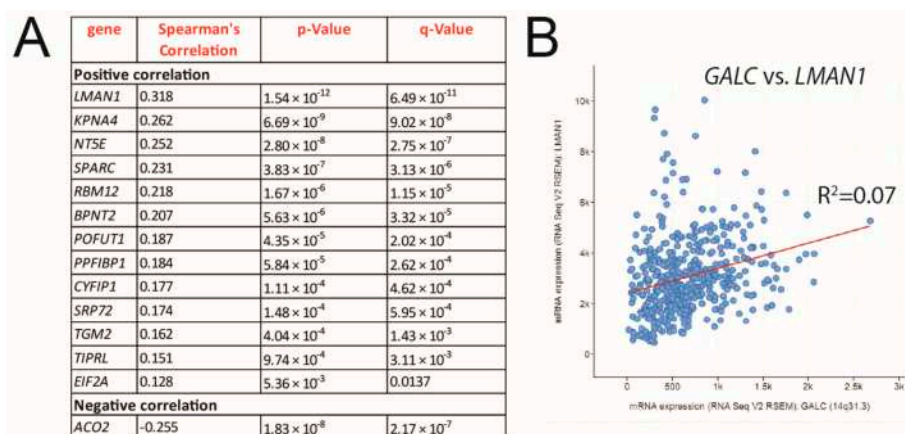 A
gene Spearman's Correlation p-Value q-Value
Positive correlation
LMAN1 0.318 1.54 × 10⁻¹² 6.49 × 10⁻¹¹
KPNA4 0.262 6.69 × 10⁻⁹ 9.02 × 10⁻⁸
NT5E 0.252 2.80 × 10⁻⁸ 2.75 × 10⁻⁷
SPARC 0.231 3.83 × 10⁻⁷ 3.13 × 10⁻⁶
RBM12 0.218 1.67 × 10⁻⁶ 1.15 × 10⁻⁵
BPNT2 0.207 5.63 × 10⁻⁶ 3.32 × 10⁻⁵
POFUT1 0.187 4.35 × 10⁻⁵ 2.02 × 10⁻⁴
PPFIBP1 0.184 5.84 × 10⁻⁵ 2.62 × 10⁻⁴
CYFIP1 0.177 1.11 × 10⁻⁴ 4.62 × 10⁻⁴
SRP72 0.174 1.48 × 10⁻⁴ 5.95 × 10⁻⁴
TGM2 0.162 4.04 × 10⁻⁴ 1.43 × 10⁻³
TIPRL 0.151 9.74 × 10⁻⁴ 3.11 × 10⁻³
EIF2A 0.128 5.36 × 10⁻³ 0.0137
Negative correlation
ACO2 -0.255 1.83 × 10⁻⁸ 2.17 × 10⁻⁷
B
GALC vs. LMAN1
R²=0.07
mRNA expression (RNA Seq V2 RSEM): LMAN1
10k
8k
6k
4k
2k
0
0 500 1k 1.5k 2k 2.5k 3k
mRNA expression (RNA Seq V2 RSEM): GALC (14q31.3)